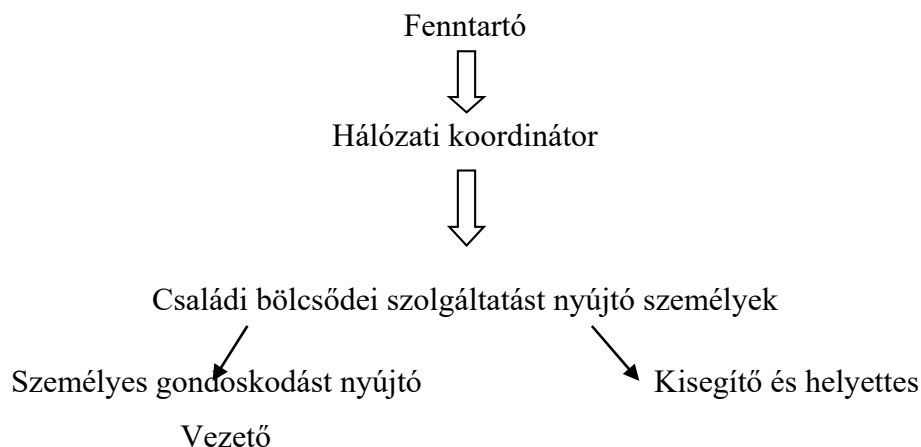 Fenntartó
Hálózati koordinátor
Családi bölcsődei szolgáltatást nyújtó személyek
Személyes gondoskodást nyújtó
Kisegítő és helyettes
Vezető